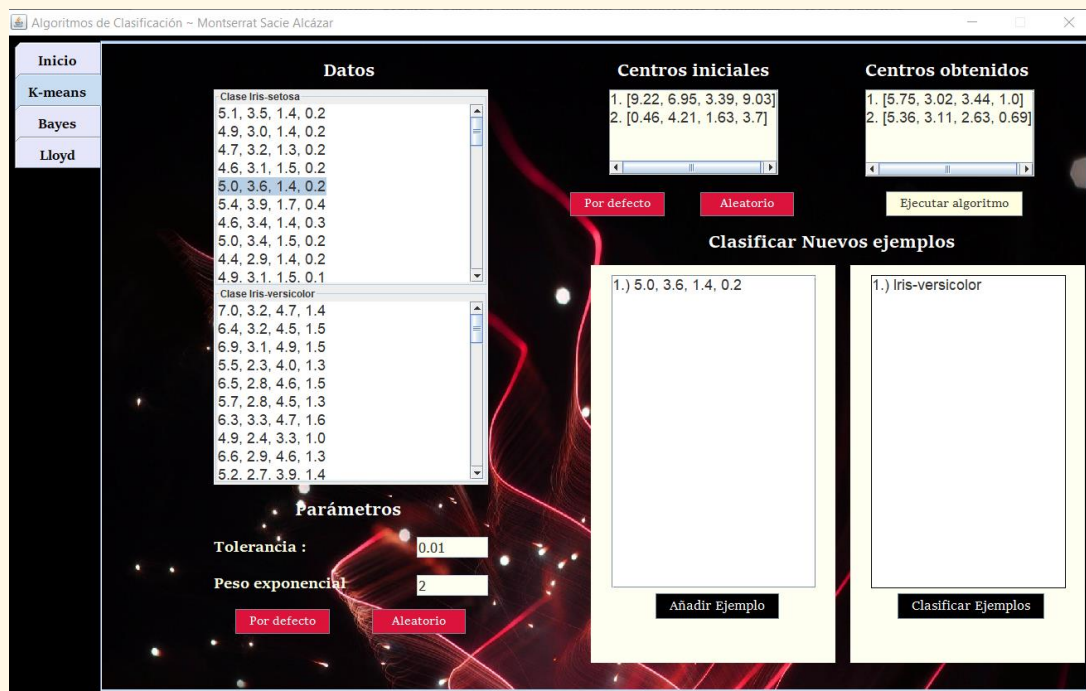 Algoritmos de Clasificación ~ Montserrat Sacie Alcázar
Inicio
K-means
Bayes
Lloyd
Datos
Clase Iris-setosa
5.1, 3.5, 1.4, 0.2
4.9, 3.0, 1.4, 0.2
4.7, 3.2, 1.3, 0.2
4.6, 3.1, 1.5, 0.2
5.0, 3.6, 1.4, 0.2
5.4, 3.9, 1.7, 0.4
4.6, 3.4, 1.4, 0.3
5.0, 3.4, 1.5, 0.2
4.4, 2.9, 1.4, 0.2
4.9, 3.1, 1.5, 0.1
Clase Iris-versicolor
7.0, 3.2, 4.7, 1.4
6.4, 3.2, 4.5, 1.5
6.9, 3.1, 4.9, 1.5
5.5, 2.3, 4.0, 1.3
6.5, 2.8, 4.6, 1.5
5.7, 2.8, 4.5, 1.3
6.3, 3.3, 4.7, 1.6
4.9, 2.4, 3.3, 1.0
6.6, 2.9, 4.6, 1.3
5.2, 2.7, 3.9, 1.4
Parámetros
Tolerancia : 0.01
Peso exponencial 2
Por defecto Aleatorio
Centros iniciales
1. [9.22, 6.95, 3.39, 9.03]
2. [0.46, 4.21, 1.63, 3.7]
Por defecto Aleatorio
Centros obtenidos
1. [5.75, 3.02, 3.44, 1.0]
2. [5.36, 3.11, 2.63, 0.69]
Ejecutar algoritmo
Clasificar Nuevos ejemplos
1.) 5.0, 3.6, 1.4, 0.2
Añadir Ejemplo
1.) Iris-versicolor
Clasificar Ejemplos